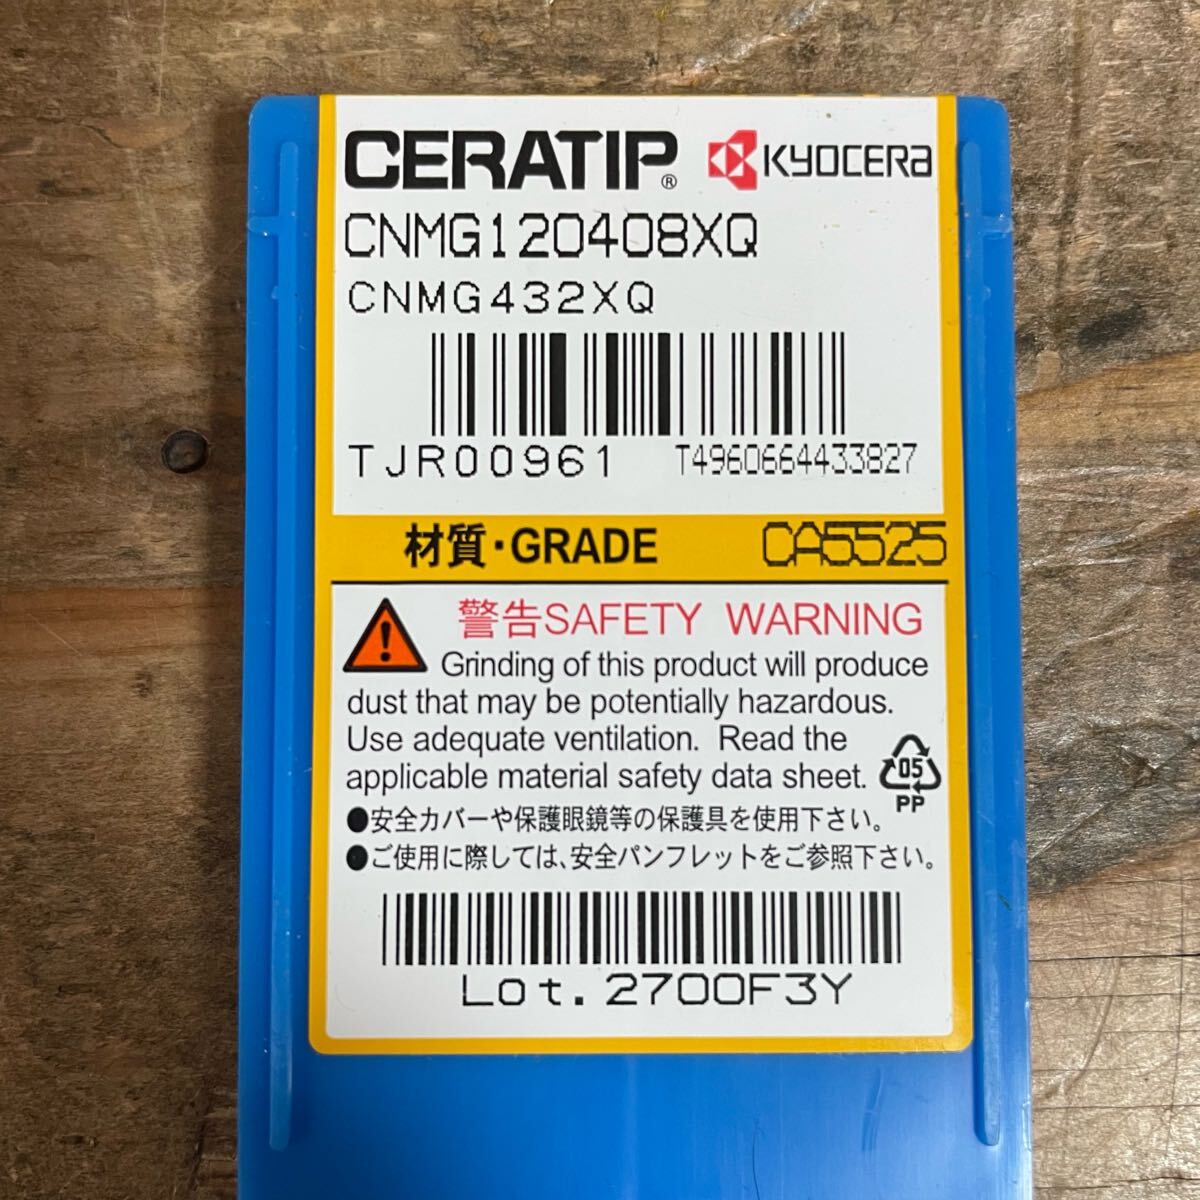 CERATIP® KYOCERA
CNMG120408XQ
CNMG432XQ
TJR00961 T4960664433827
材質・GRADE CA5525
警告SAFETY WARNING
Grinding of this product will produce
dust that may be potentially hazardous.
Use adequate ventilation. Read the
applicable material safety data sheet.
05
PP
●安全カバーや保護眼鏡等の保護具を使用下さい。
●ご使用に際しては、安全パンフレットをご参照下さい。
Lot.2700F3Y